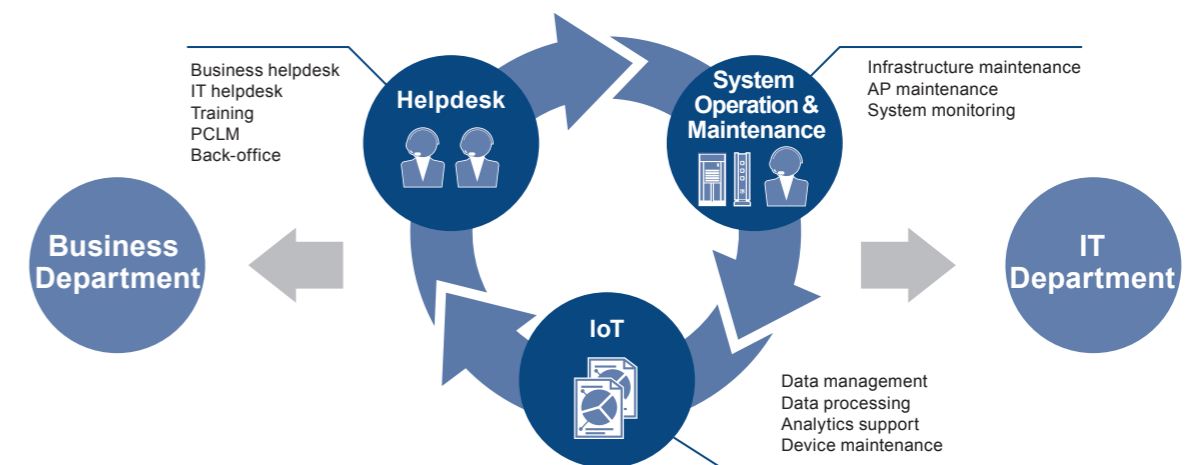 Business helpdesk
IT helpdesk
Training
PCLM
Back-office
Helpdesk
System
Operation &
Maintenance
Infrastructure maintenance
AP maintenance
System monitoring
Business
Department
IT
Department
IoT
Data management
Data processing
Analytics support
Device maintenance